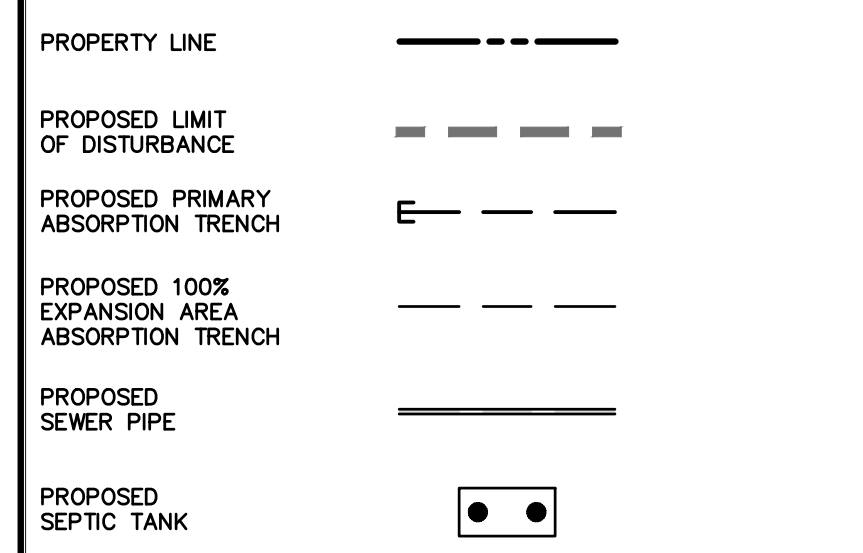 PROPERTY LINE
PROPOSED LIMIT
OF DISTURBANCE
PROPOSED PRIMARY
ABSORPTION TRENCH
PROPOSED 100%
EXPANSION AREA
ABSORPTION TRENCH
PROPOSED
SEWER PIPE
PROPOSED
SEPTIC TANK